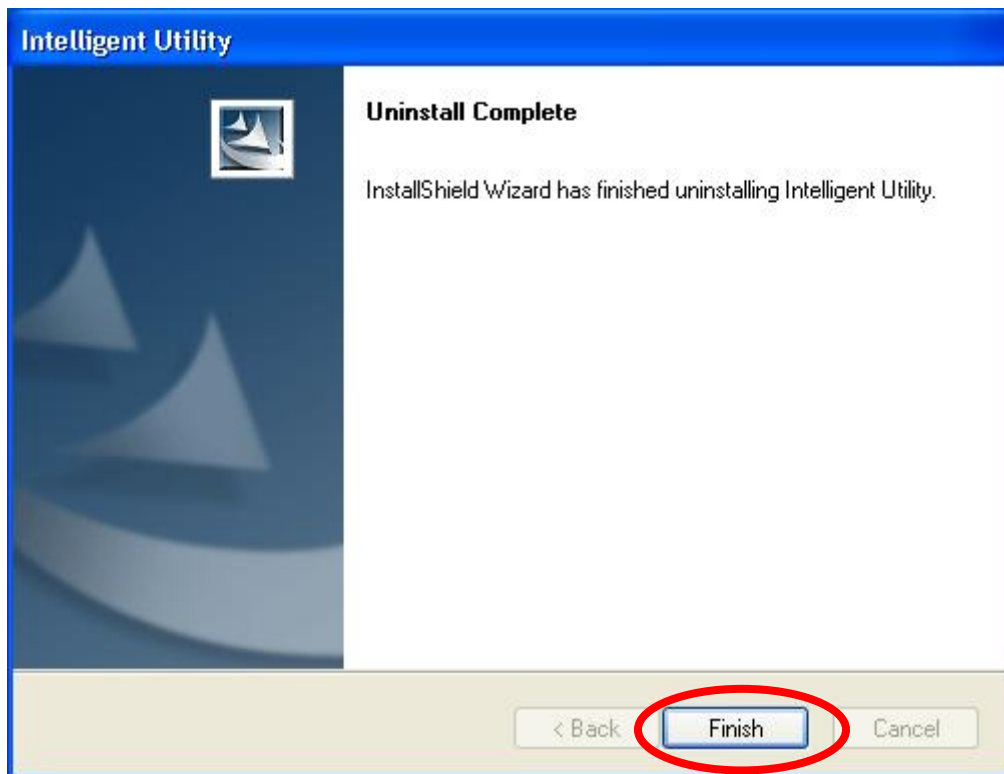 Intelligent Utility
Uninstall Complete
InstallShield Wizard has finished uninstalling Intelligent Utility.
< Back
Finish
Cancel